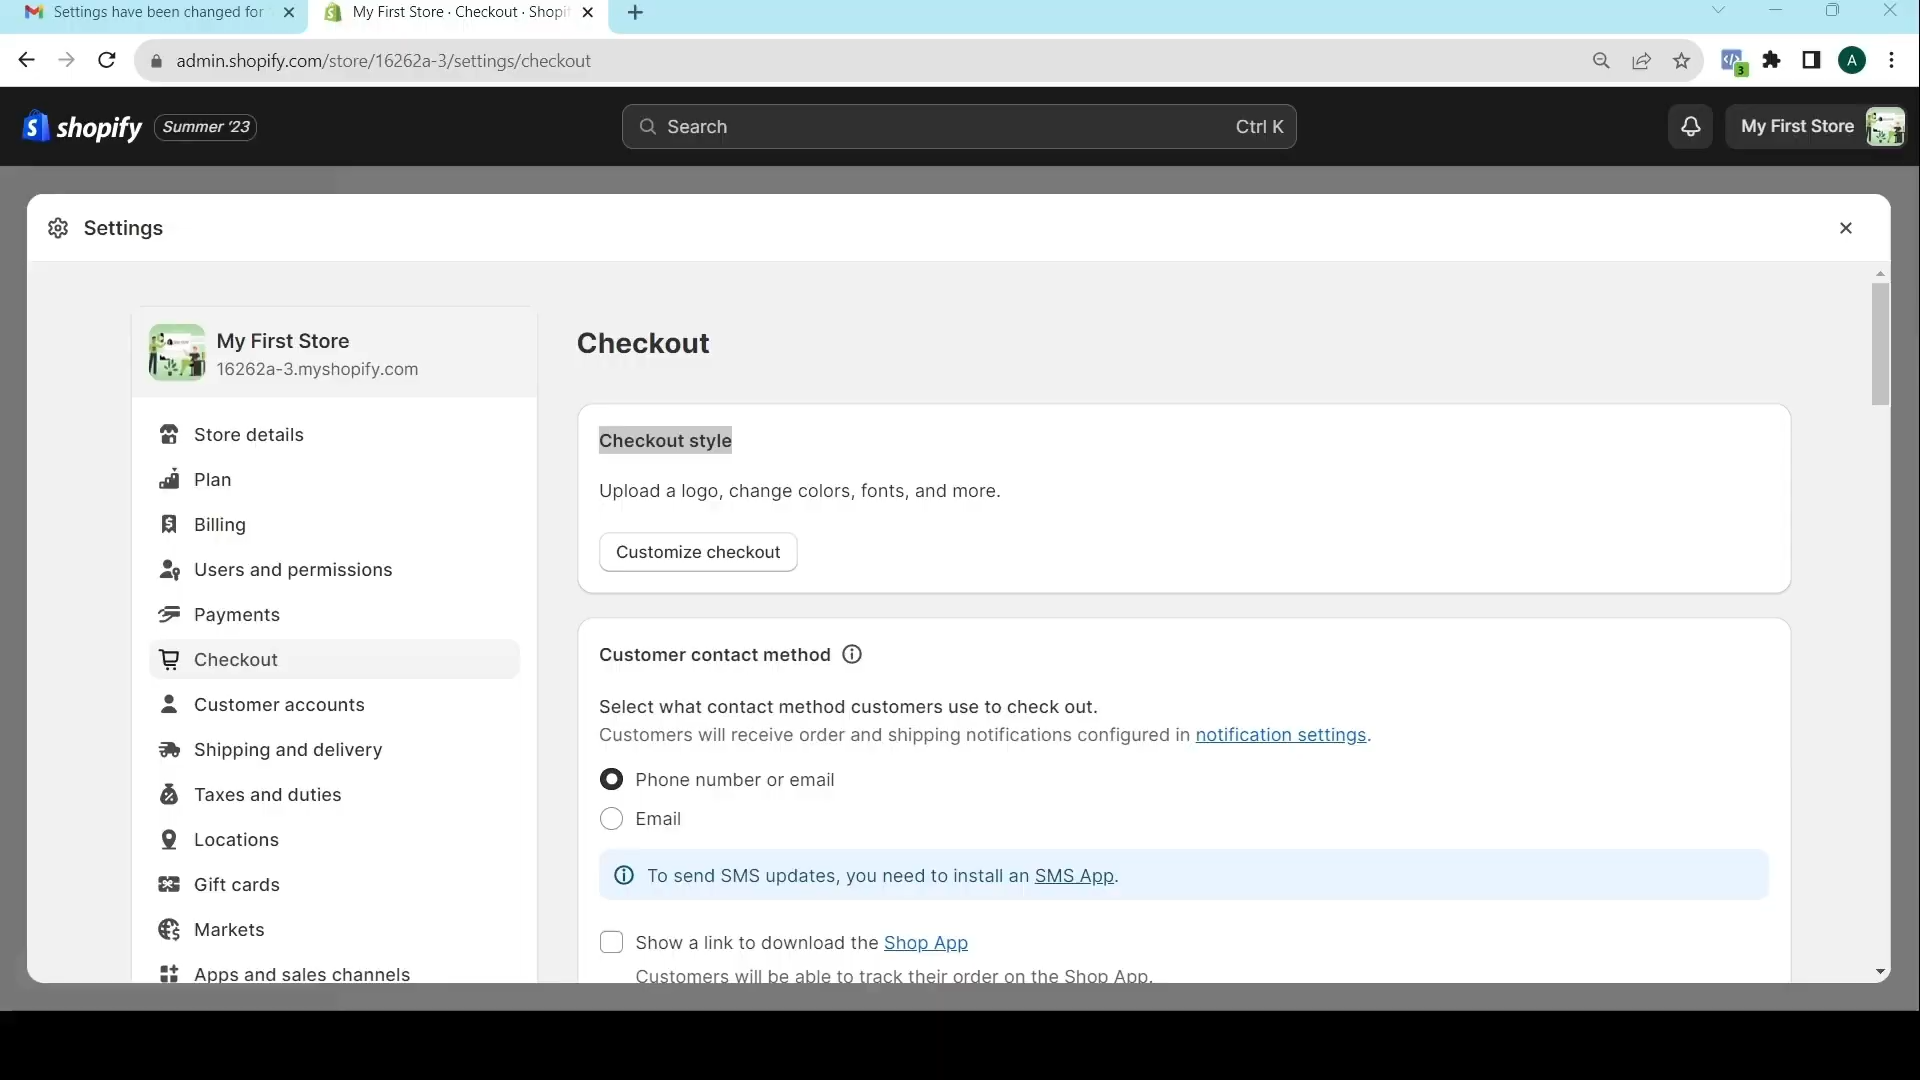 Settings have been changed for
My First Store · Checkout · Shopif
admin.shopify.com/store/16262a-3/settings/checkout
3
A
shopify
Summer '23
Search
Ctrl K
My First Store
Settings
My First Store
16262a-3.myshopify.com
Store details
Plan
Billing
Users and permissions
Payments
Checkout
Customer accounts
Shipping and delivery
Taxes and duties
Locations
Gift cards
Markets
Apps and sales channels
Checkout
Checkout style
Upload a logo, change colors, fonts, and more.
Customize checkout
Customer contact method
Select what contact method customers use to check out.
Customers will receive order and shipping notifications configured in notification settings.
Phone number or email
Email
To send SMS updates, you need to install an SMS App.
Show a link to download the Shop App
Customers will be able to track their order on the Shop App.